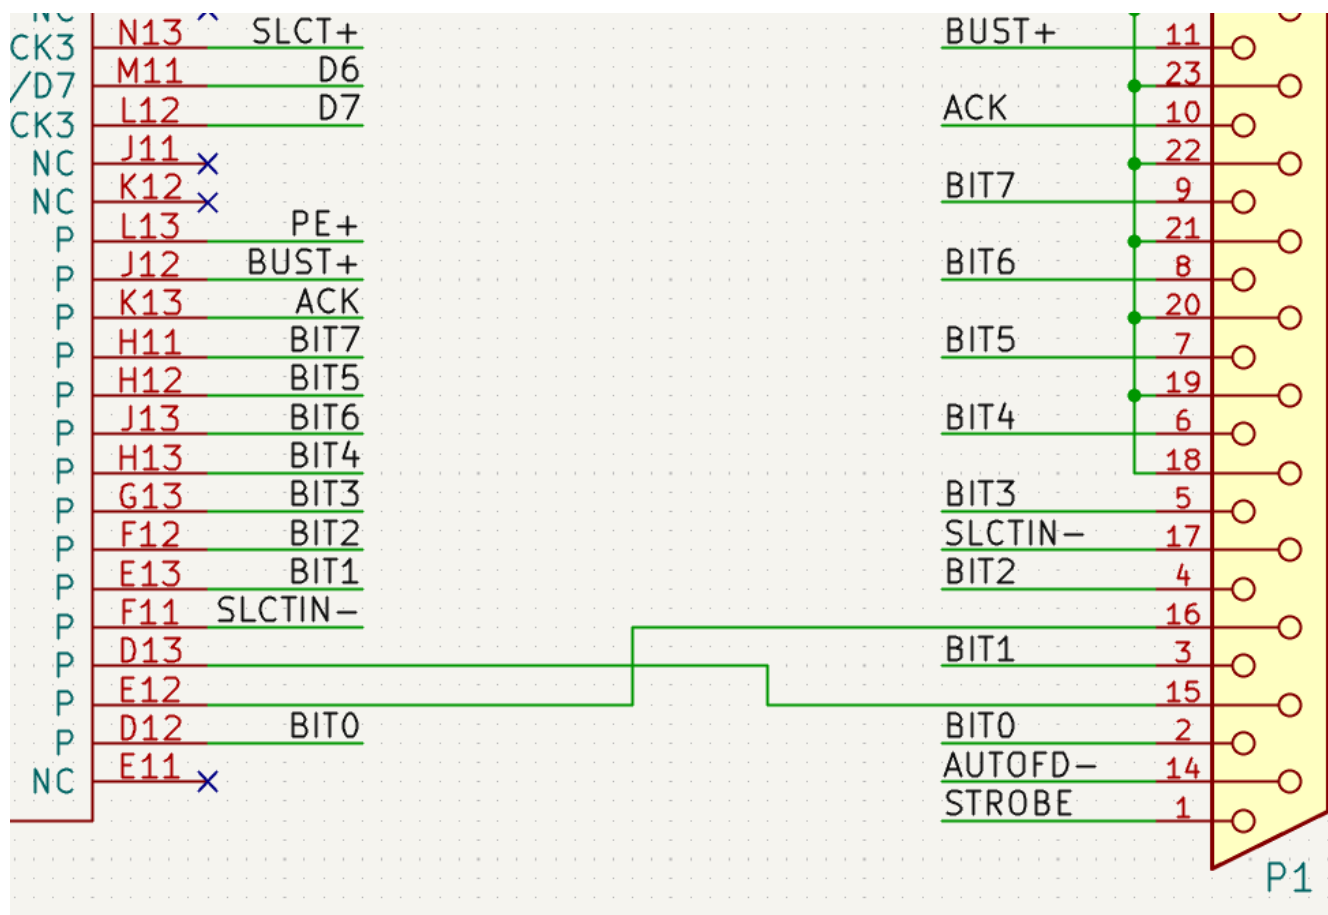 NC
CK3 N13 SLCT+ BUST+ 11
/D7 M11 D6 23
CK3 L12 D7 ACK 10
NC J11 22
NC K12 BIT7 9
P L13 PE+ 21
P J12 BUST+ BIT6 8
P K13 ACK 20
P H11 BIT7 BIT5 7
P H12 BIT5 19
P J13 BIT6 BIT4 6
P H13 BIT4 18
P G13 BIT3 BIT3 5
P F12 BIT2 SLCTIN- 17
P E13 BIT1 BIT2 4
P F11 SLCTIN- 16
P D13 BIT1 3
P E12 15
P D12 BIT0 BIT0 2
NC E11 AUTOFD- 14
STROBE 1
P1